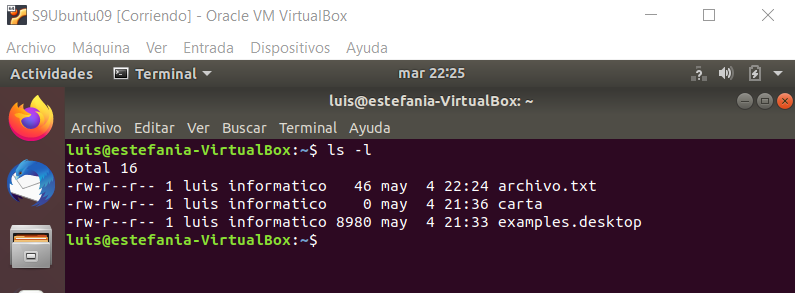 S9Ubuntu09 [Corriendo] - Oracle VM VirtualBox
Archivo Máquina Ver Entrada Dispositivos Ayuda
Actividades Terminal mar 22:25
luis@estefania-VirtualBox: ~
Archivo Editar Ver Buscar Terminal Ayuda
luis@estefania-VirtualBox:~$ ls -l
total 16
-rw-r--r-- 1 luis informatico   46 may  4 22:24 archivo.txt
-rw-rw-r-- 1 luis informatico    0 may  4 21:36 carta
-rw-r--r-- 1 luis informatico 8980 may  4 21:33 examples.desktop
luis@estefania-VirtualBox:~$